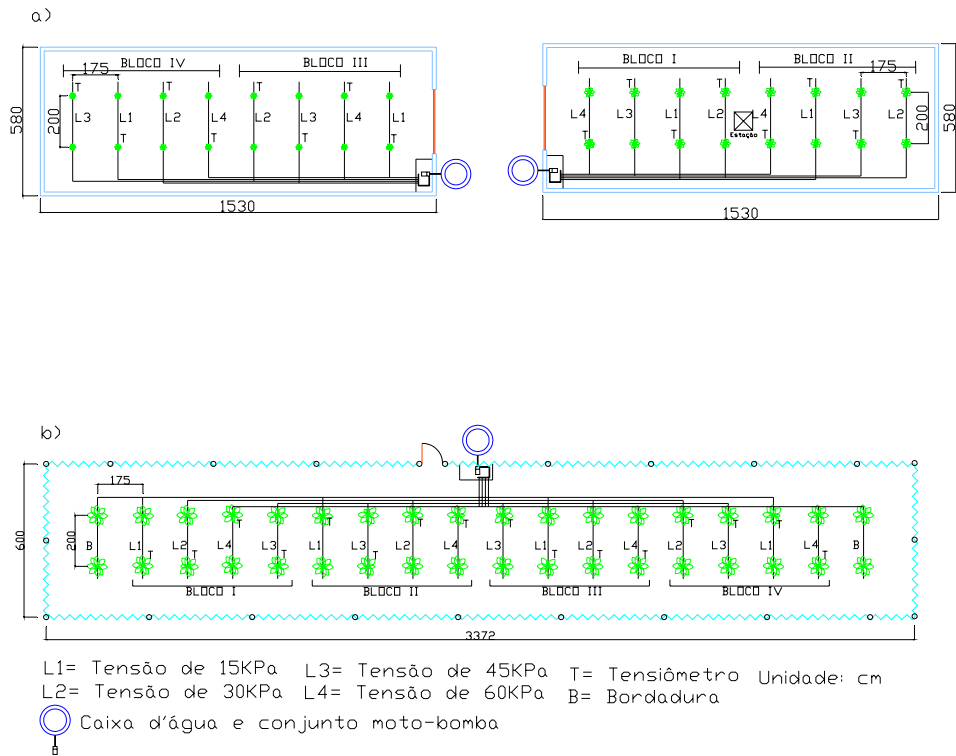 a)
BLOCO IV BLOCO III
175
T T T T
580 200 L3 L1 L2 L4 L2 L3 L4 L1
T T T T
1530
BLOCO I BLOCO II
175
T T T T
L4 L3 L1 L2 L4 L1 L3 L2 200 580
Estação
T T T T
1530
b)
175
T T T T T T T T
600 200 B L1 L2 L4 L3 L1 L3 L2 L4 L3 L1 L2 L4 L2 L3 L1 L4 B
T T T T T T T T
BLOCO I BLOCO II BLOCO III BLOCO IV
3372
L1= Tensão de 15KPa L3= Tensão de 45KPa T= Tensiômetro Unidade: cm
L2= Tensão de 30KPa L4= Tensão de 60KPa B= Bordadura
Caixa d'água e conjunto moto-bomba